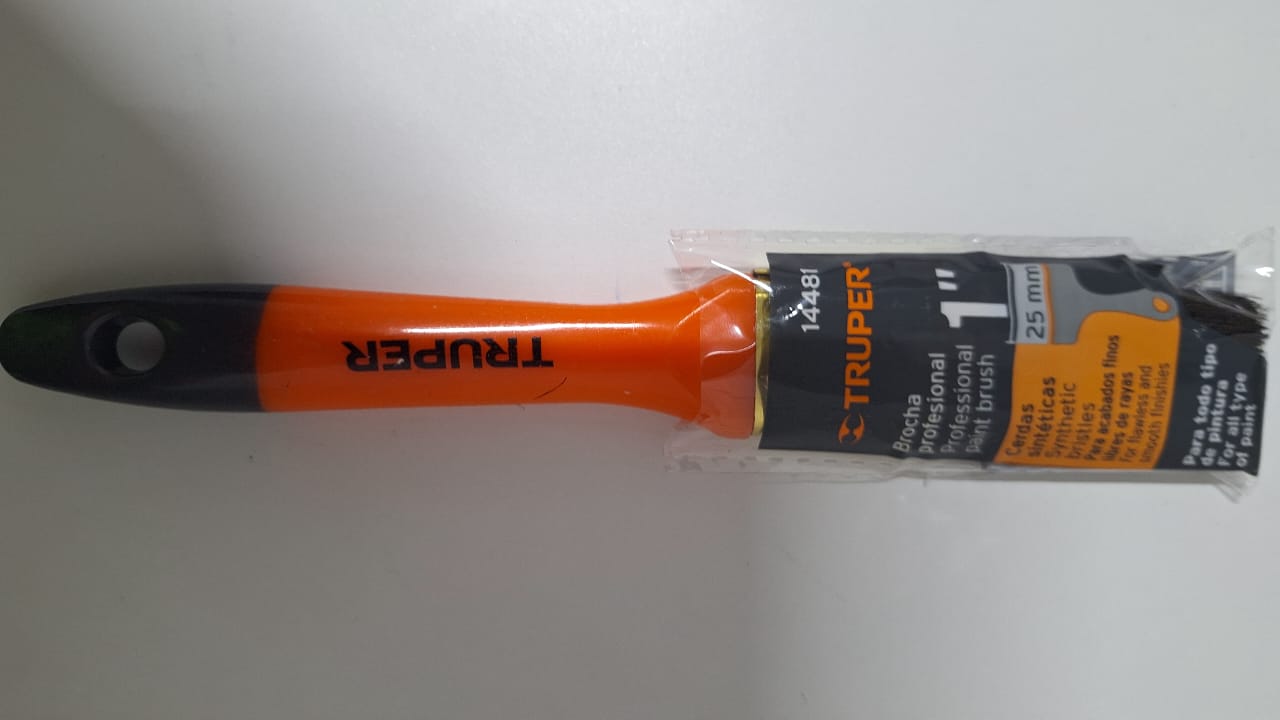 TRUPER
14481
TRUPER
1"
25 mm
Brocha
profesional
Professional
paint brush
Cerdas
sintéticas
Synthetic
bristles
Para acabados finos
libres de rayas
For flawless and
smooth finishies
Para todo tipo
de pintura
For all type
of paint